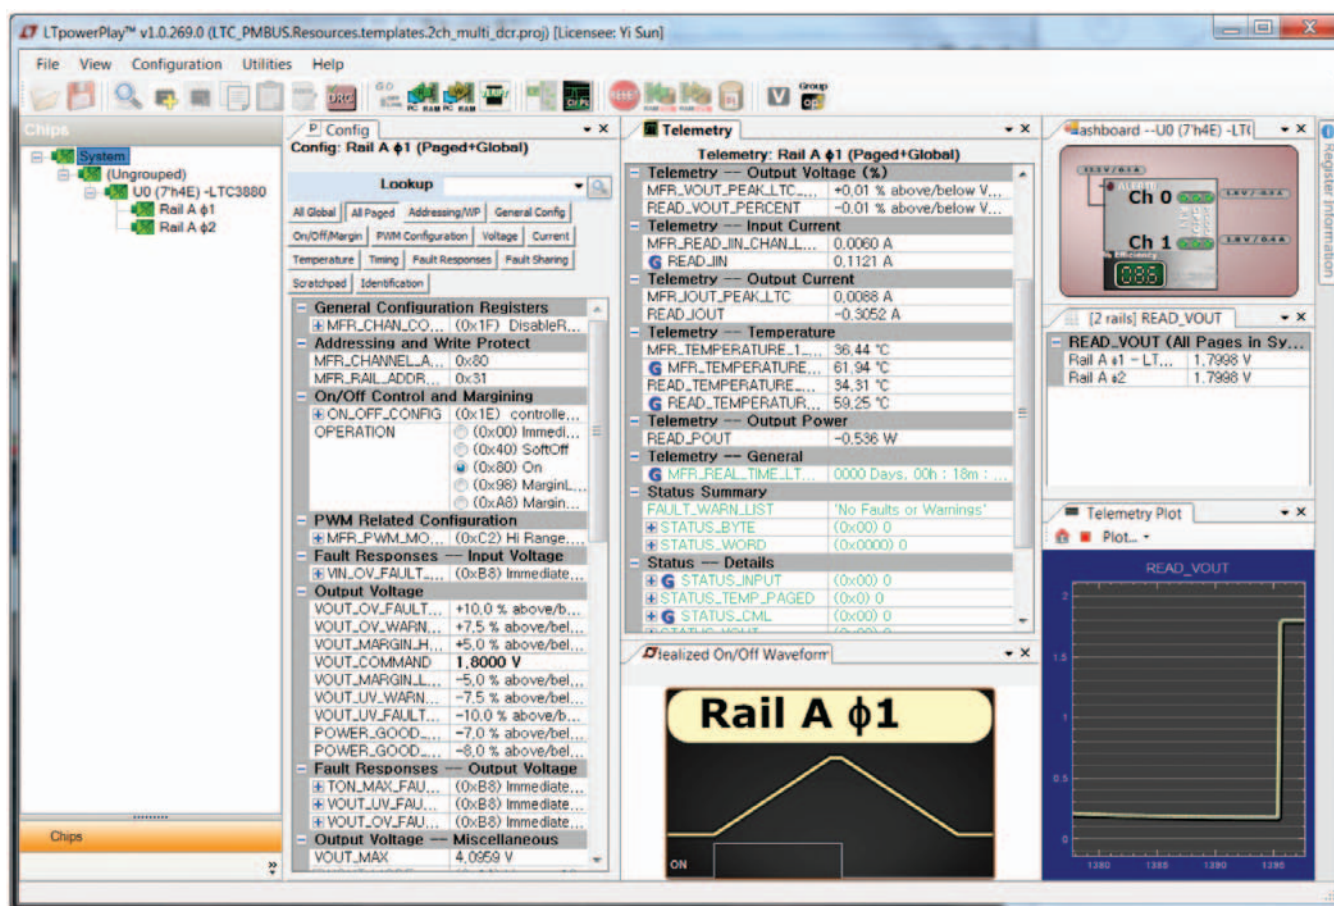 LTpowerPlay™ v1.0.269.0 (LTC_PMBUS.Resources.templates.2ch_multi_dcr.proj) [Licensee: Yi Sun]
File View Configuration Utilities Help
Chips
System
(Ungrouped)
U0 (7'h4E) -LTC3880
Rail A ϕ1
Rail A ϕ2
Chips
Config
Config: Rail A ϕ1 (Paged+Global)
Lookup
All Global All Paged Addressing/WP General Config
On/Off/Margin PWM Configuration Voltage Current
Temperature Timing Fault Responses Fault Sharing
Scratchpad Identification
General Configuration Registers
MFR_CHAN_CO... (0x1F) DisableR...
Addressing and Write Protect
MFR_CHANNEL_A... 0x80
MFR_RAIL_ADDR... 0x31
On/Off Control and Margining
ON_OFF_CONFIG (0x1E) controlle...
OPERATION (0x00) Immedi...
(0x40) SoftOff
(0x80) On
(0x98) MarginL...
(0xA8) Margin...
PWM Related Configuration
MFR_PWM_MO... (0xC2) Hi Range...
Fault Responses –– Input Voltage
VIN_OV_FAULT_... (0xB8) Immediate...
Output Voltage
VOUT_OV_FAULT... +10.0 % above/b...
VOUT_OV_WARN... +7.5 % above/bel...
VOUT_MARGIN_H... +5.0 % above/bel...
VOUT_COMMAND 1.8000 V
VOUT_MARGIN_L... -5.0 % above/bel...
VOUT_UV_WARN... -7.5 % above/bel...
VOUT_UV_FAULT... -10.0 % above/b...
POWER_GOOD_... -7.0 % above/bel...
POWER_GOOD_... -8.0 % above/bel...
Fault Responses –– Output Voltage
TON_MAX_FAU... (0xB8) Immediate...
VOUT_UV_FAU... (0xB8) Immediate...
VOUT_OV_FAU... (0xB8) Immediate...
Output Voltage –– Miscellaneous
VOUT_MAX 4.0959 V
Telemetry
Telemetry: Rail A ϕ1 (Paged+Global)
Telemetry –– Output Voltage (%)
MFR_VOUT_PEAK_LTC_... +0.01 % above/below V...
READ_VOUT_PERCENT -0.01 % above/below V...
Telemetry –– Input Current
MFR_READ_IIN_CHAN_L... 0.0060 A
G READ_IIN 0.1121 A
Telemetry –– Output Current
MFR_IOUT_PEAK_LTC 0.0088 A
READ_IOUT -0.3052 A
Telemetry –– Temperature
MFR_TEMPERATURE_1_... 36.44 °C
G MFR_TEMPERATURE... 61.94 °C
READ_TEMPERATURE_... 34.31 °C
G READ_TEMPERATUR... 59.25 °C
Telemetry –– Output Power
READ_POUT -0.536 W
Telemetry –– General
G MFR_REAL_TIME_LT... 0000 Days, 00h : 18m : ...
Status Summary
FAULT_WARN_LIST 'No Faults or Warnings'
STATUS_BYTE (0x00) 0
STATUS_WORD (0x0000) 0
Status –– Details
G STATUS_INPUT (0x00) 0
STATUS_TEMP_PAGED (0x0) 0
G STATUS_CML (0x00) 0
STATUS_VOUT (0x00) 0
Idealized On/Off Waveform
Rail A ϕ1
ON
Dashboard --U0 (7'h4E) -LT
ALERTB
Ch 0
Ch 1
% Efficiency
[2 rails] READ_VOUT
READ_VOUT (All Pages in Sy...
Rail A ϕ1 - LT... 1.7998 V
Rail A ϕ2 1.7998 V
Telemetry Plot
Plot...
READ_VOUT
2
1.5
1
0.5
0
1380 1385 1390 1395
Register Information